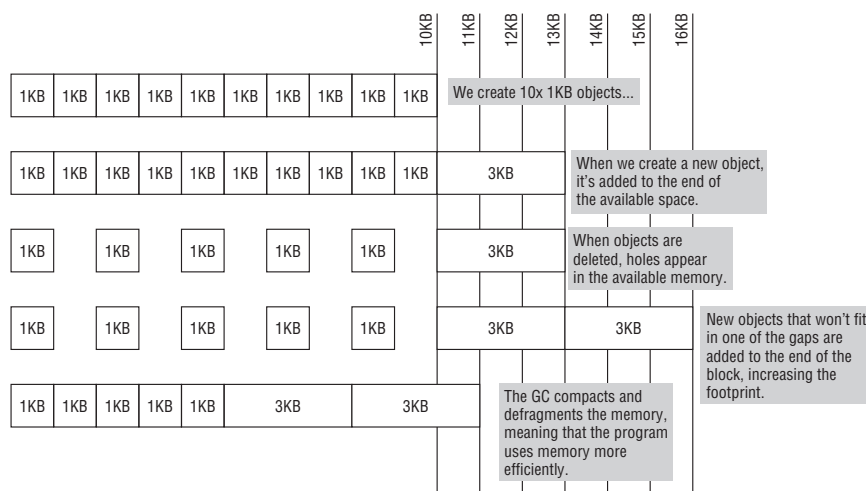 10KB 11KB 12KB 13KB 14KB 15KB 16KB
1KB 1KB 1KB 1KB 1KB 1KB 1KB 1KB 1KB 1KB
We create 10x 1KB objects...
1KB 1KB 1KB 1KB 1KB 1KB 1KB 1KB 1KB 1KB 3KB
When we create a new object,
it's added to the end of
the available space.
1KB 1KB 1KB 1KB 1KB 3KB
When objects are
deleted, holes appear
in the available memory.
1KB 1KB 1KB 1KB 1KB 3KB 3KB
New objects that won't fit
in one of the gaps are
added to the end of the
block, increasing the
footprint.
1KB 1KB 1KB 1KB 1KB 3KB 3KB
The GC compacts and
defragments the memory,
meaning that the program
uses memory more
efficiently.